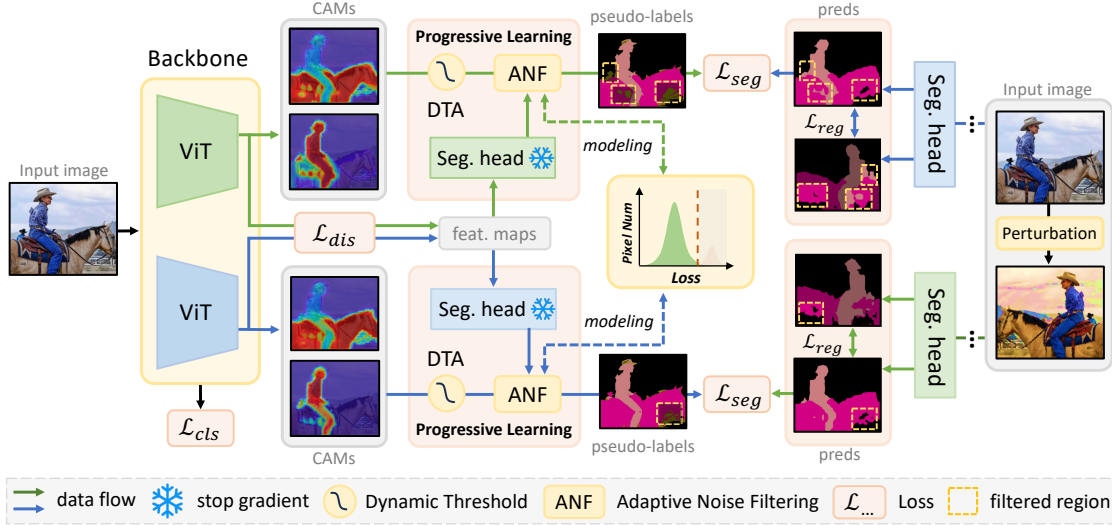 CAMs
pseudo-labels
preds
Progressive Learning
Backbone
ANF
ℒseg
DTA
Seg. head
Input image
ViT
ℒreg
Seg. head
modeling
Input image
Pixel Num
Loss
ℒdis
feat. maps
Perturbation
ViT
Seg. head
modeling
Seg. head
ℒreg
DTA
ANF
ℒseg
ℒcls
Progressive Learning
pseudo-labels
preds
CAMs
data flow
stop gradient
Dynamic Threshold
ANF
Adaptive Noise Filtering
ℒ...
Loss
filtered region